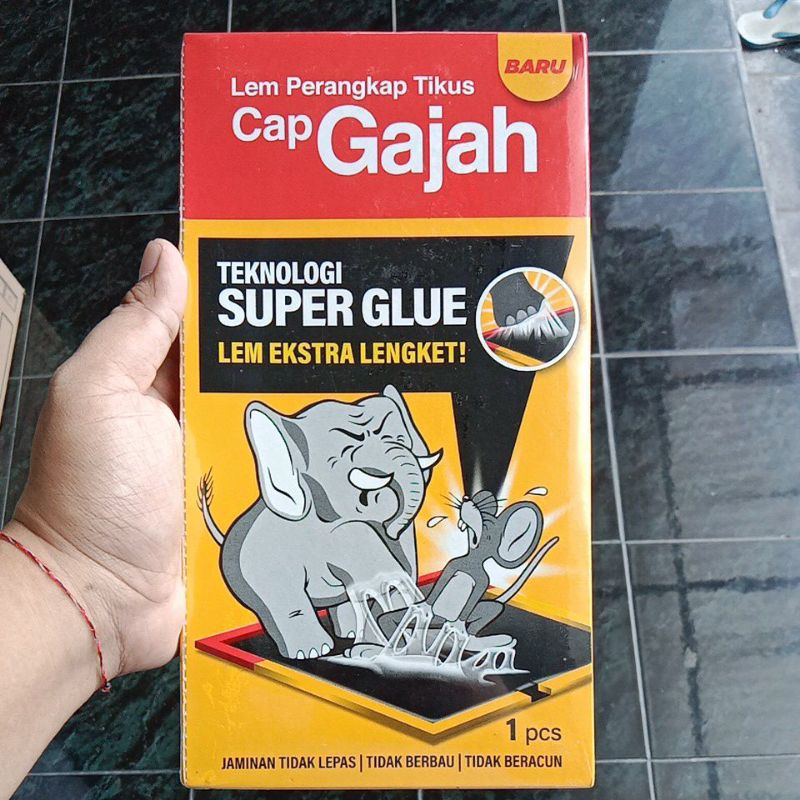 BARU
Lem Perangkap Tikus
Cap Gajah
TEKNOLOGI
SUPER GLUE
LEM EKSTRA LENGKET!
1 pcs
JAMINAN TIDAK LEPAS | TIDAK BERBAU | TIDAK BERACUN